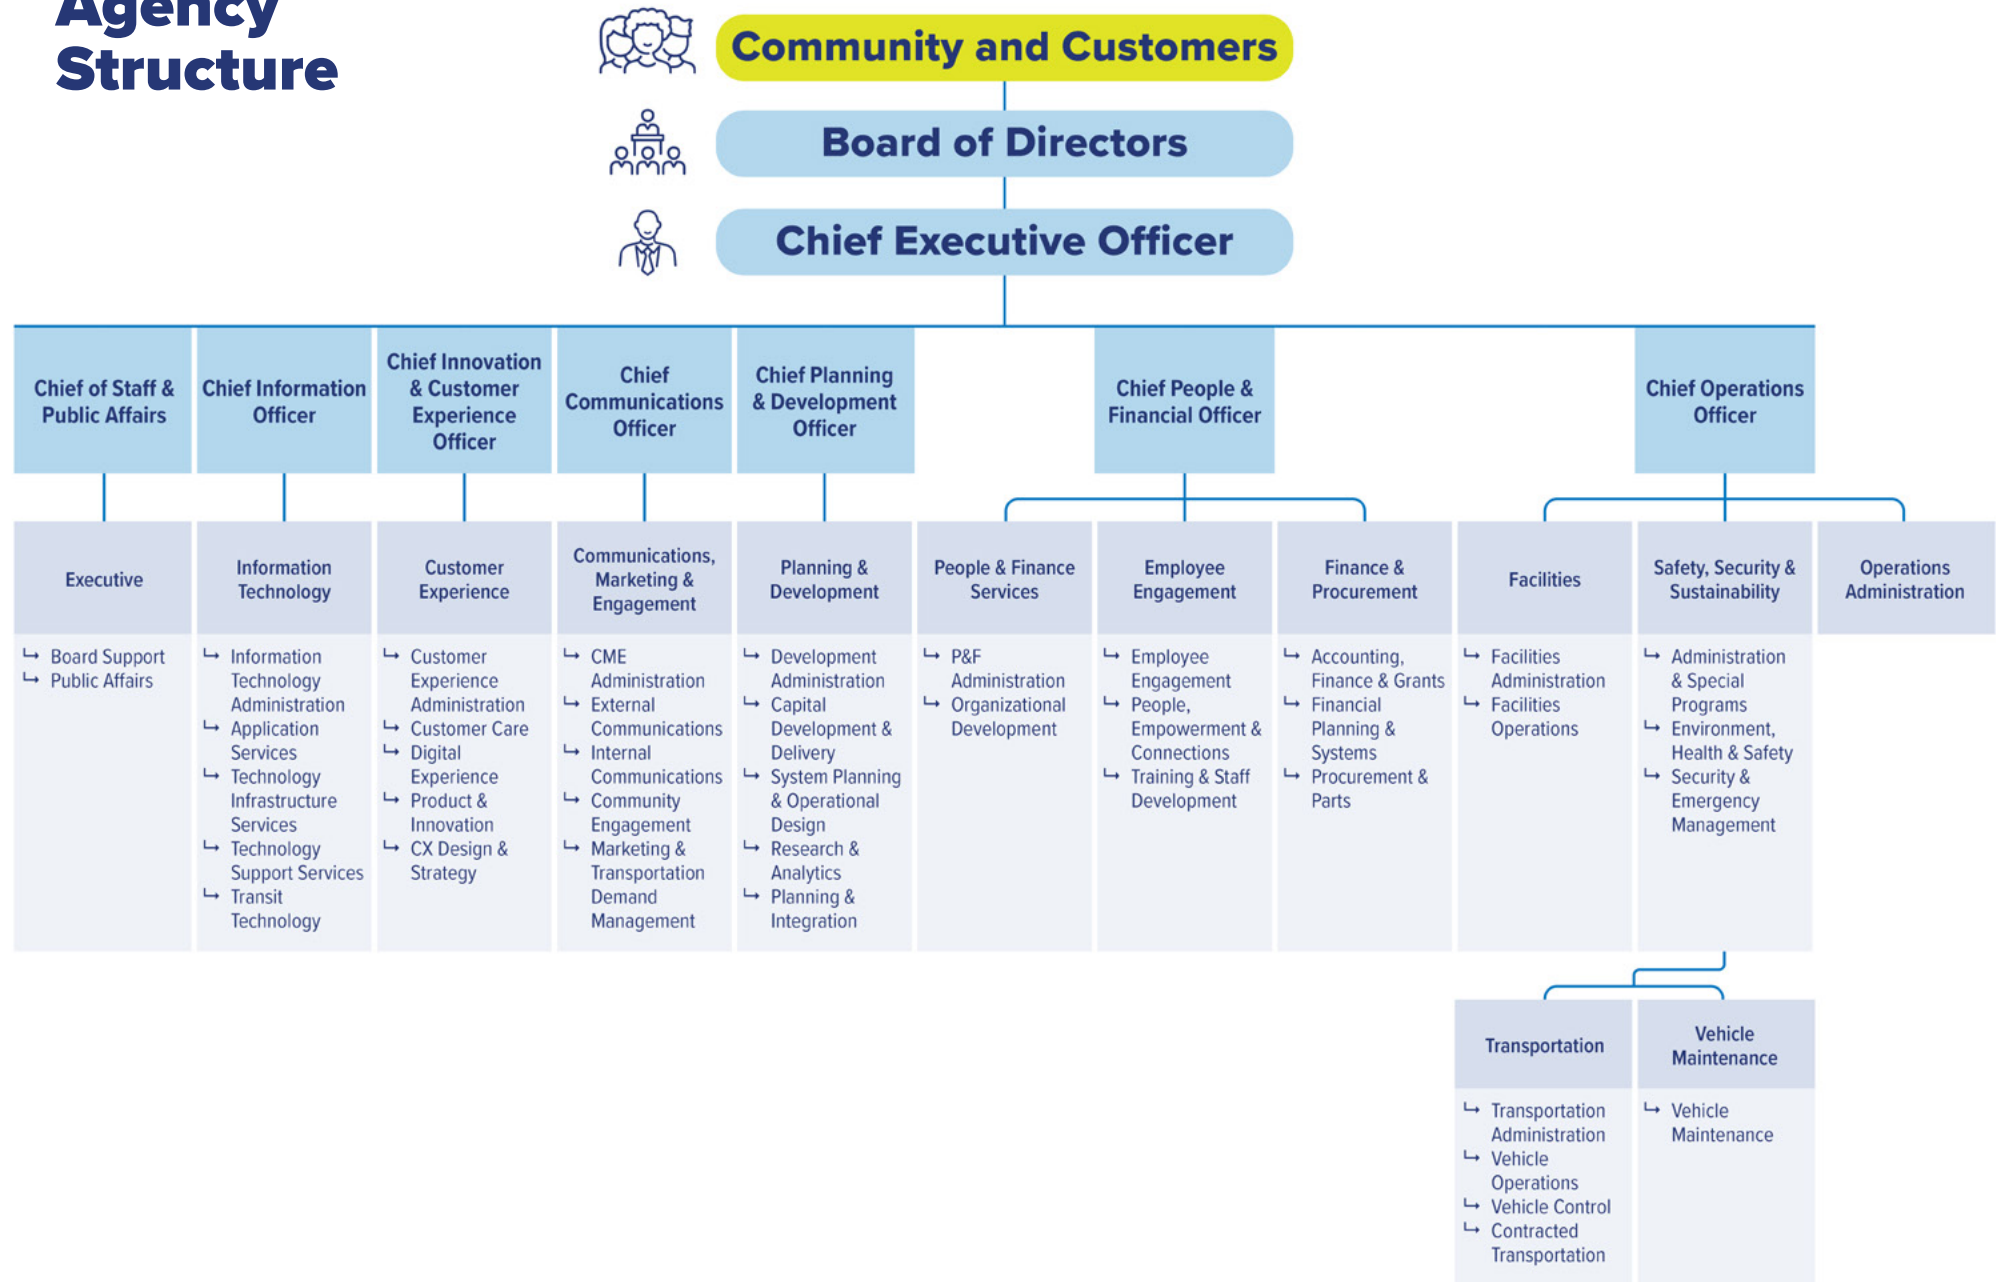 Agency
Structure
Community and Customers
Board of Directors
Chief Executive Officer
Chief of Staff &
Public Affairs
Chief Information
Officer
Chief Innovation
& Customer
Experience
Officer
Chief
Communications
Officer
Chief Planning
& Development
Officer
Chief People &
Financial Officer
Chief Operations
Officer
Executive
Board Support
Public Affairs
Information
Technology
Information
Technology
Administration
Application
Services
Technology
Infrastructure
Services
Technology
Support Services
Transit
Technology
Customer
Experience
Customer
Experience
Administration
Customer Care
Digital
Experience
Product &
Innovation
CX Design &
Strategy
Communications,
Marketing &
Engagement
CME
Administration
External
Communications
Internal
Communications
Community
Engagement
Marketing &
Transportation
Demand
Management
Planning &
Development
Development
Administration
Capital
Development &
Delivery
System Planning
& Operational
Design
Research &
Analytics
Planning &
Integration
People & Finance
Services
P&F
Administration
Organizational
Development
Employee
Engagement
Employee
Engagement
People,
Empowerment &
Connections
Training & Staff
Development
Finance &
Procurement
Accounting,
Finance & Grants
Financial
Planning &
Systems
Procurement &
Parts
Facilities
Facilities
Administration
Facilities
Operations
Safety, Security &
Sustainability
Administration
& Special
Programs
Environment,
Health & Safety
Security &
Emergency
Management
Operations
Administration
Transportation
Transportation
Administration
Vehicle
Operations
Vehicle Control
Contracted
Transportation
Vehicle
Maintenance
Vehicle
Maintenance